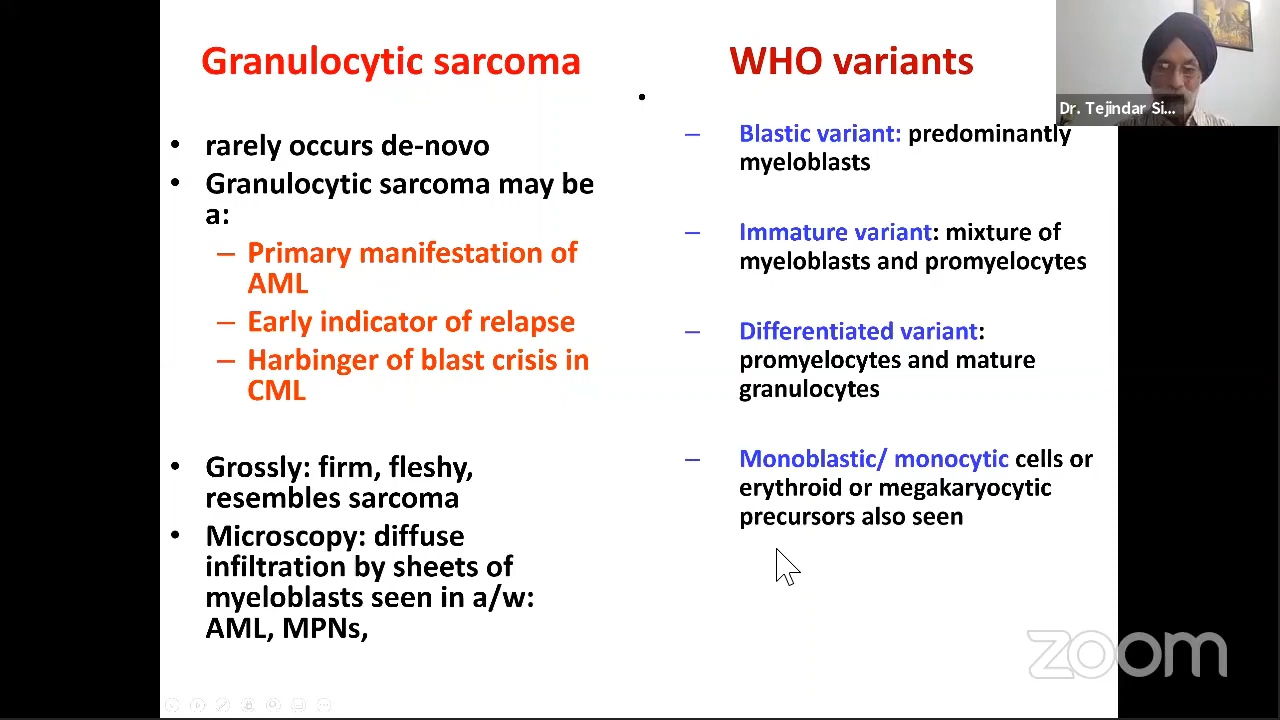 Granulocytic sarcoma
• rarely occurs de-novo
• Granulocytic sarcoma may be
a:
– Primary manifestation of
AML
– Early indicator of relapse
– Harbinger of blast crisis in
CML
• Grossly: firm, fleshy,
resembles sarcoma
• Microscopy: diffuse
infiltration by sheets of
myeloblasts seen in a/w:
AML, MPNs,
WHO variants
•
– Blastic variant: predominantly
myeloblasts
– Immature variant: mixture of
myeloblasts and promyelocytes
– Differentiated variant:
promyelocytes and mature
granulocytes
– Monoblastic/ monocytic cells or
erythroid or megakaryocytic
precursors also seen
Dr. Tejindar Si...
zoom